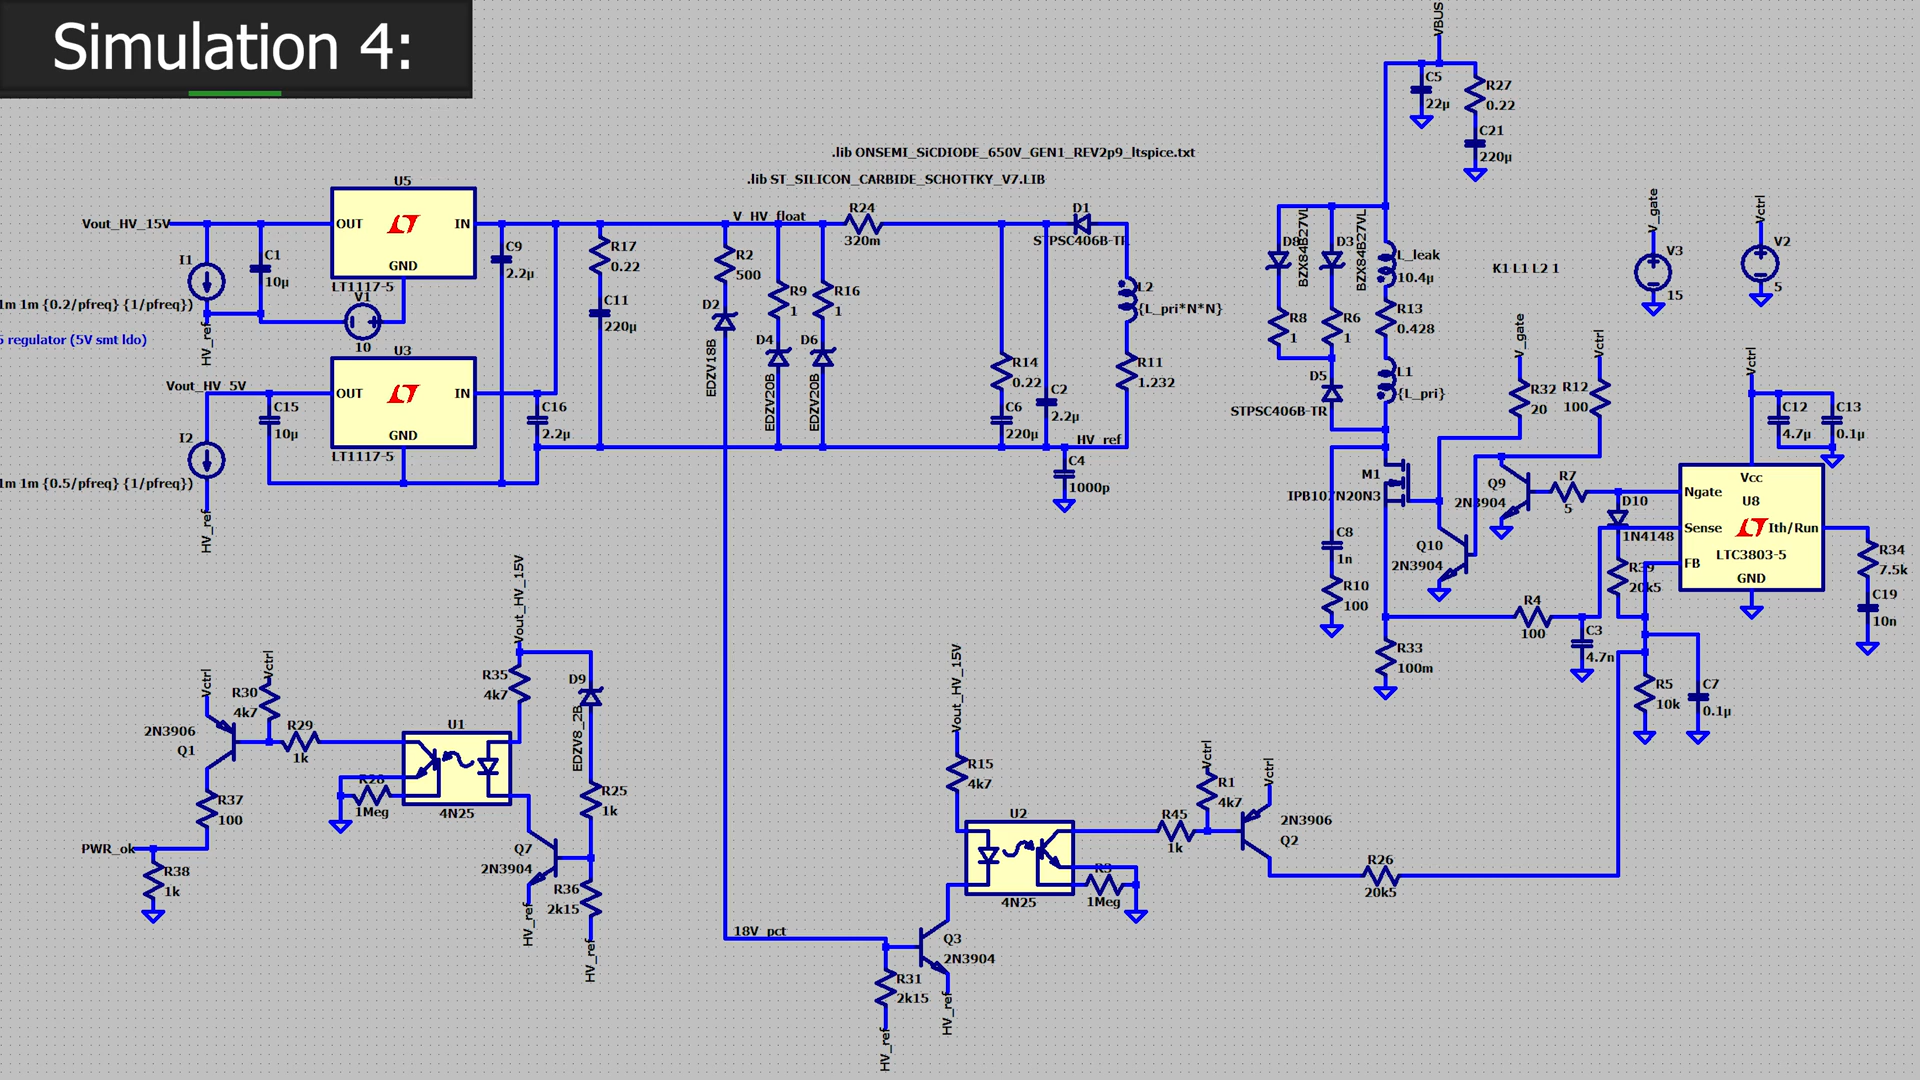 Simulation 4:
VBUS
C5
22µ
R27
0.22
C21
220µ
.lib ONSEMI_SiCDIODE_650V_GEN1_REV2p9_ltspice.txt
.lib ST_SILICON_CARBIDE_SCHOTTKY_V7.LIB
U5
Vout_HV_15V
OUT
IN
GND
LT1117-5
I1
C1
10µ
V1
10
1m 1m {0.2/pfreq} {1/pfreq})
HV_ref
regulator (5V smt ldo)
U3
Vout_HV_5V
OUT
IN
GND
LT1117-5
C15
10µ
I2
1m 1m {0.5/pfreq} {1/pfreq})
HV_ref
C9
2.2µ
C16
2.2µ
R17
0.22
C11
220µ
V_HV_float
R2
500
D2
EDZV18B
R9
1
D4
EDZV20B
R16
1
D6
EDZV20B
R24
320m
D1
STPSC406B-TR
R14
0.22
C6
220µ
C2
2.2µ
L2
{L_pri*N*N}
R11
1.232
HV_ref
C4
1000p
D8
BZX84B27VL
D3
BZX84B27VL
R8
1
R6
1
D5
STPSC406B-TR
L_leak
10.4µ
R13
0.428
L1
{L_pri}
K1 L1 L2 1
V_gate
V3
15
Vctrl
V2
5
V_gate
R32
20
Vctrl
R12
100
M1
IPB107N20N3
C8
1n
R10
100
Q9
2N3904
Q10
2N3904
R7
5
D10
1N4148
R39
20k5
Vctrl
C12
4.7µ
C13
0.1µ
Vcc
Ngate
U8
Sense
Ith/Run
LTC3803-5
FB
GND
R34
7.5k
C19
10n
R4
100
C3
4.7n
R33
100m
R5
10k
C7
0.1µ
Vctrl
R30
4k7
Vctrl
2N3906
Q1
R29
1k
R37
100
PWR_ok
R38
1k
U1
4N25
R28
1Meg
Vout_HV_15V
R35
4k7
D9
EDZV8_2B
R25
1k
Q7
2N3904
R36
2k15
HV_ref
HV_ref
18V_pct
R31
2k15
HV_ref
Q3
2N3904
HV_ref
Vout_HV_15V
R15
4k7
U2
4N25
R3
1Meg
R45
1k
Vctrl
R1
4k7
Vctrl
2N3906
Q2
R26
20k5